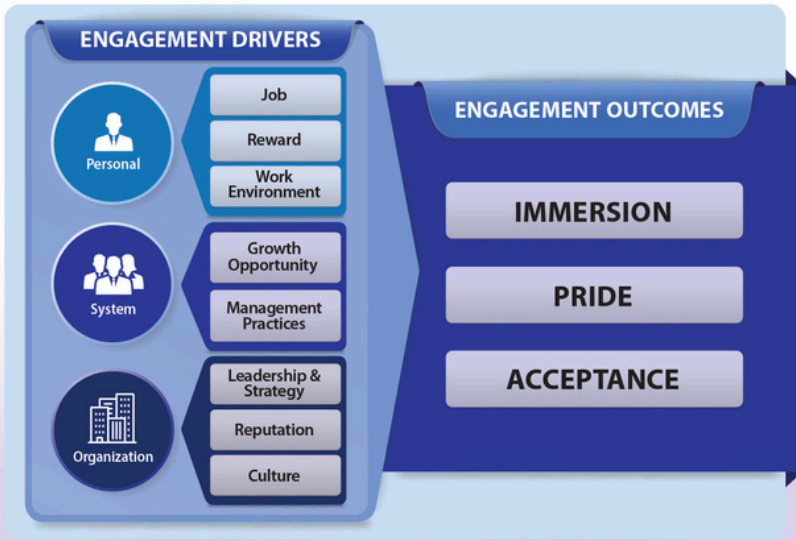 ENGAGEMENT DRIVERS
Personal
Job
Reward
Work
Environment
System
Growth
Opportunity
Management
Practices
Organization
Leadership &
Strategy
Reputation
Culture
ENGAGEMENT OUTCOMES
IMMERSION
PRIDE
ACCEPTANCE